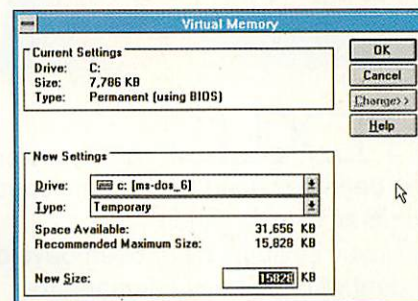 Virtual Memory
Current Settings
Drive: C:
Size: 7,786 KB
Type: Permanent (using BIOS)
OK
Cancel
Change>>
Help
New Settings
Drive: c: [ms-dos_6]
Type: Temporary
Space Available: 31,656 KB
Recommended Maximum Size: 15,828 KB
New Size: 15828 KB